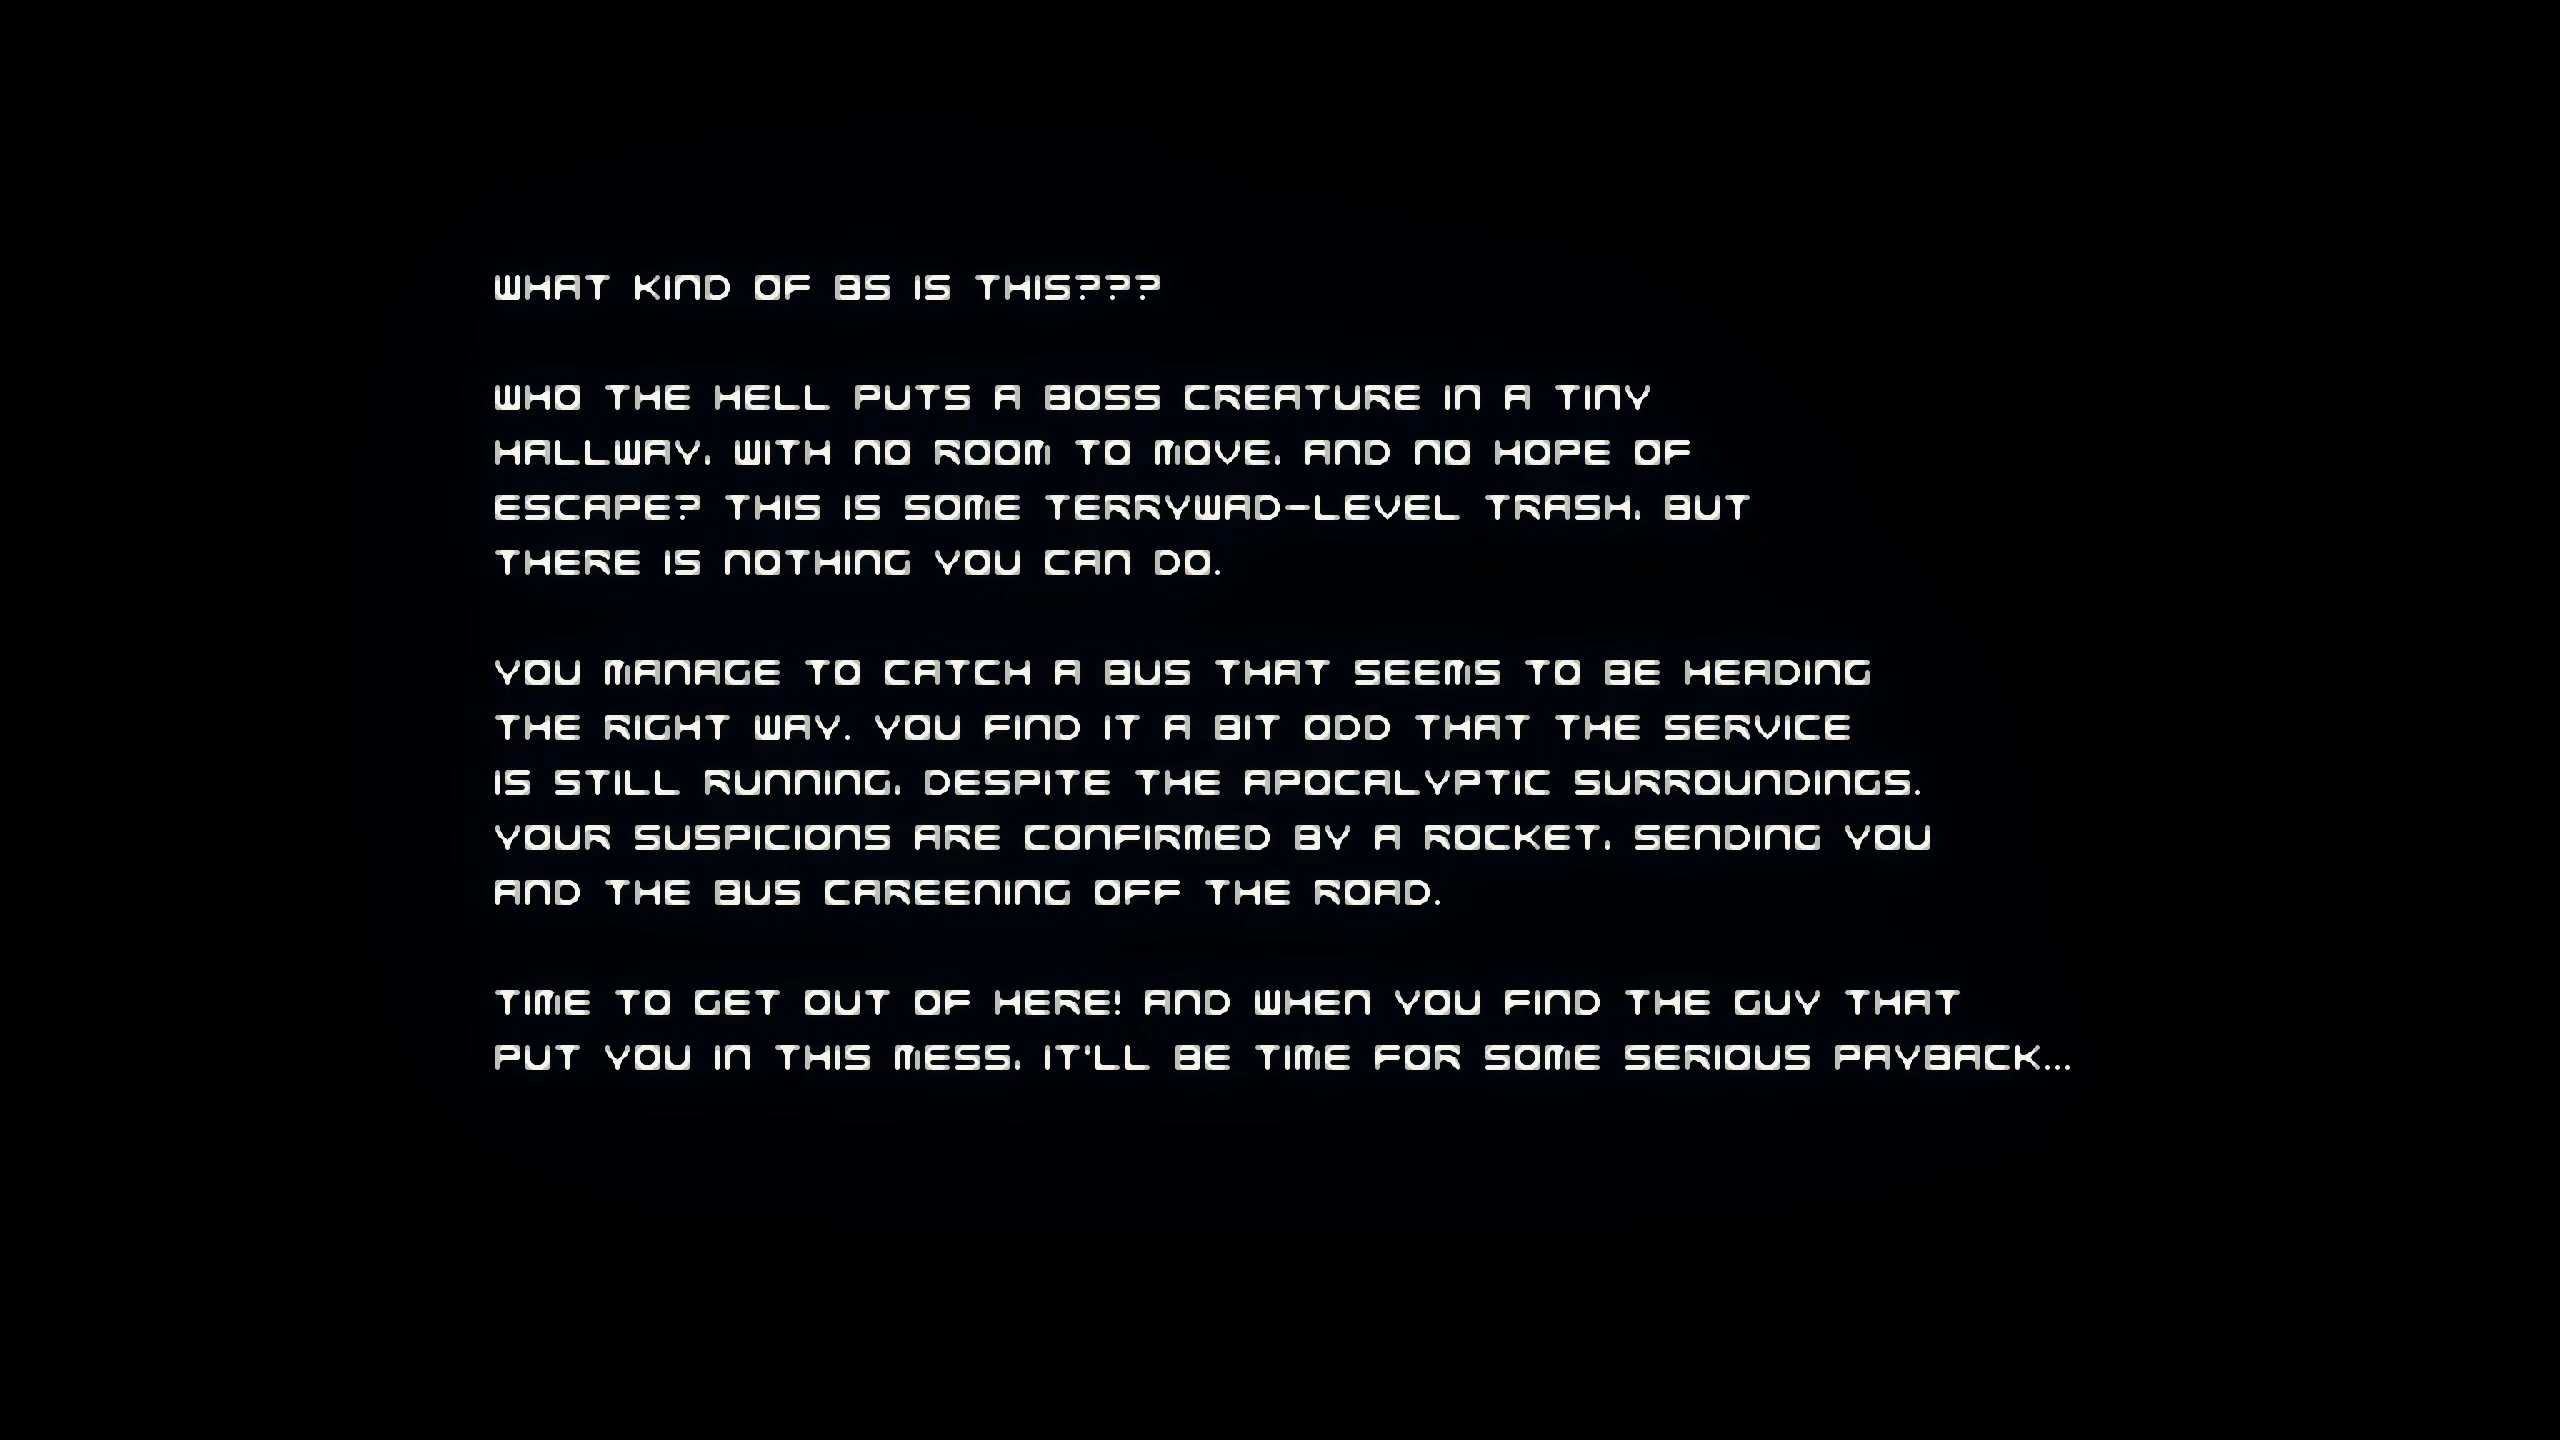 WHAT KIND OF BS IS THIS???
WHO THE HELL PUTS A BOSS CREATURE IN A TINY
HALLWAY, WITH NO ROOM TO MOVE, AND NO HOPE OF
ESCAPE? THIS IS SOME TERRYWAD-LEVEL TRASH, BUT
THERE IS NOTHING YOU CAN DO.
YOU MANAGE TO CATCH A BUS THAT SEEMS TO BE HEADING
THE RIGHT WAY. YOU FIND IT A BIT ODD THAT THE SERVICE
IS STILL RUNNING, DESPITE THE APOCALYPTIC SURROUNDINGS.
YOUR SUSPICIONS ARE CONFIRMED BY A ROCKET, SENDING YOU
AND THE BUS CAREENING OFF THE ROAD.
TIME TO GET OUT OF HERE! AND WHEN YOU FIND THE GUY THAT
PUT YOU IN THIS MESS, IT'LL BE TIME FOR SOME SERIOUS PAYBACK...